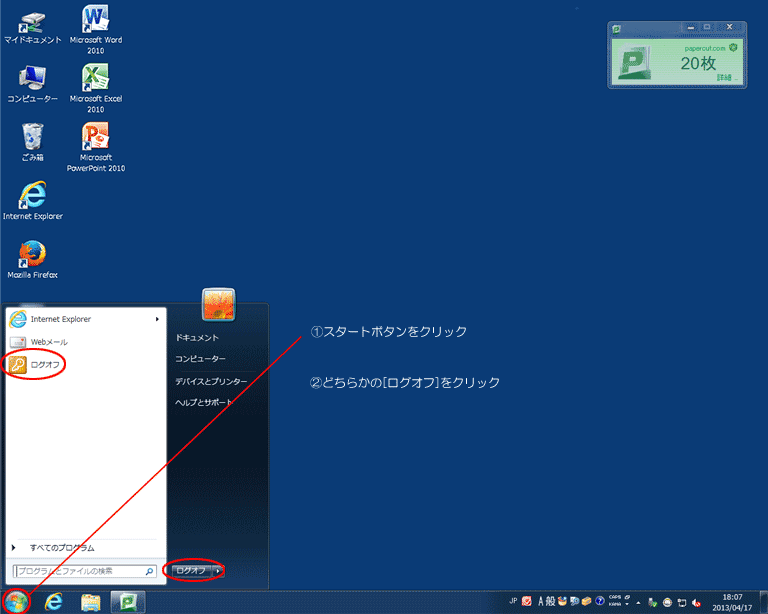 マイドキュメント
Microsoft Word
2010
コンピューター
Microsoft Excel
2010
ごみ箱
Microsoft
PowerPoint 2010
Internet Explorer
Mozilla Firefox
papercut.com
20枚
詳細...
Internet Explorer
Webメール
ログオフ
すべてのプログラム
プログラムとファイルの検索
ドキュメント
コンピューター
デバイスとプリンター
ヘルプとサポート
ログオフ
①スタートボタンをクリック
②どちらかの[ログオフ]をクリック
JP
A 般
CAPS
KANA
18:07
2013/04/17